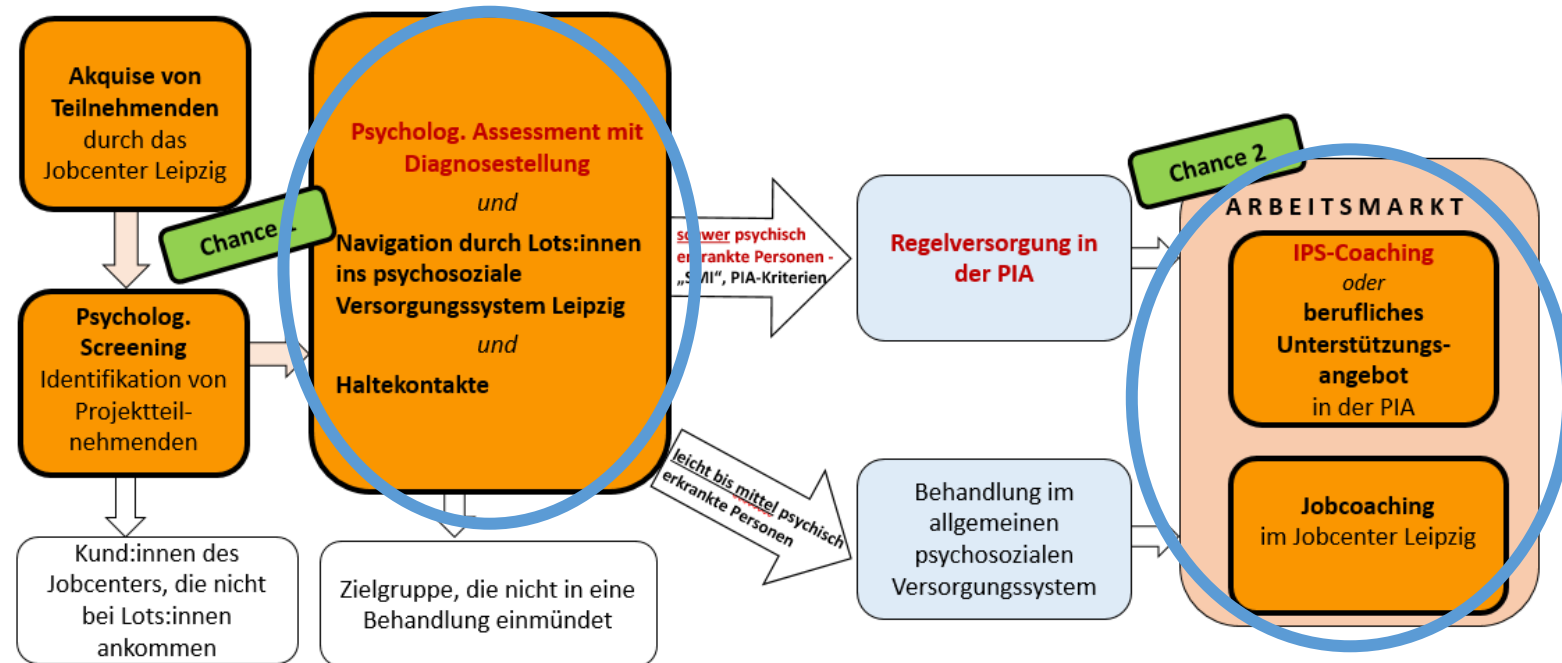 Akquise von
Teilnehmenden
durch das
Jobcenter Leipzig
Chance 1
Psycholog.
Screening
Identifikation von
Projektteil-
nehmenden
Kund:innen des
Jobcenters, die nicht
bei Lots:innen
ankommen
Psycholog. Assessment mit
Diagnosestellung
und
Navigation durch Lots:innen
ins psychosoziale
Versorgungssystem Leipzig
und
Haltekontakte
Zielgruppe, die nicht in eine
Behandlung einmündet
schwer psychisch
erkrankte Personen -
„SMI“, PIA-Kriterien
leicht bis mittel psychisch
erkrankte Personen
Regelversorgung in
der PIA
Behandlung im
allgemeinen
psychosozialen
Versorgungssystem
Chance 2
ARBEITSMARKT
IPS-Coaching
oder
berufliches
Unterstützungs-
angebot
in der PIA
Jobcoaching
im Jobcenter Leipzig